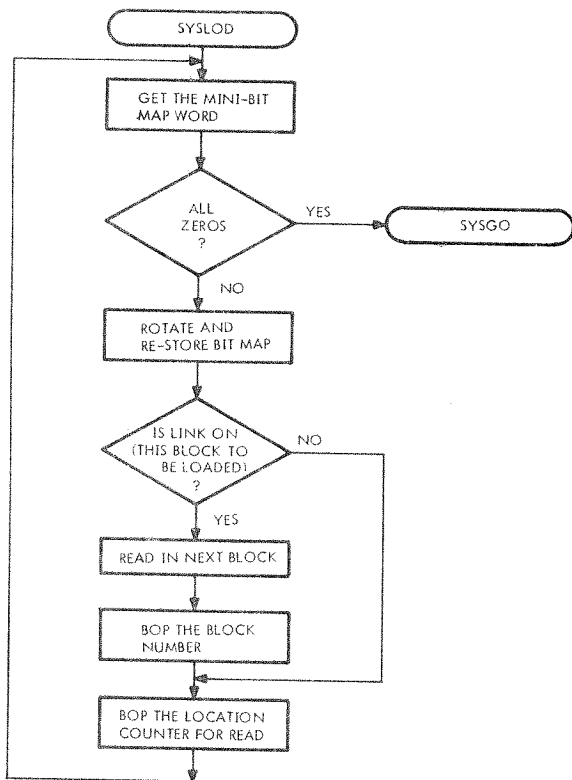 SYSLOD
GET THE MINI-BIT
MAP WORD
ALL
ZEROS
?
YES
SYSGO
NO
ROTATE AND
RE-STORE BIT MAP
IS LINK ON
(THIS BLOCK TO
BE LOADED)
?
NO
YES
READ IN NEXT BLOCK
BOP THE BLOCK
NUMBER
BOP THE LOCATION
COUNTER FOR READ